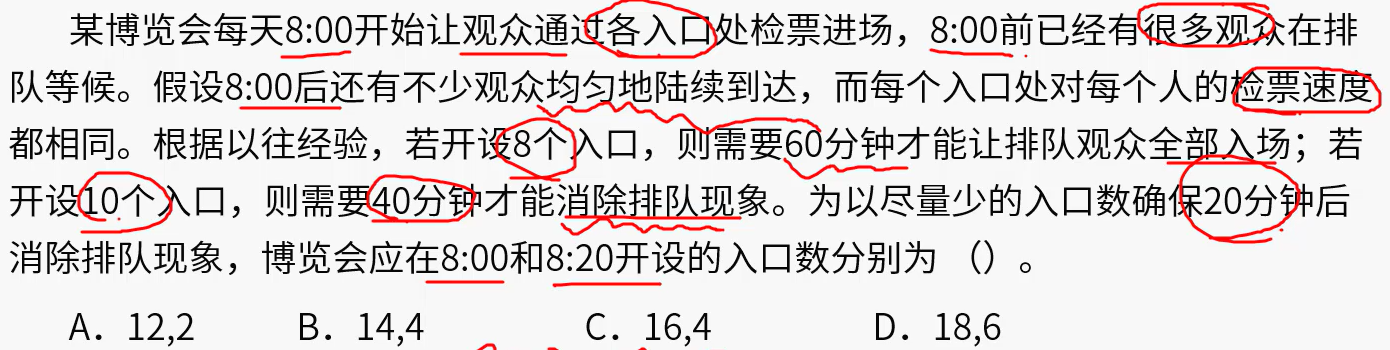 某博览会每天8:00开始让观众通过各入口处检票进场，8:00前已经有很多观众在排
队等候。假设8:00后还有不少观众均匀地陆续到达，而每个入口处对每个人的检票速度
都相同。根据以往经验，若开设8个入口，则需要60分钟才能让排队观众全部入场；若
开设10个入口，则需要40分钟才能消除排队现象。为以尽量少的入口数确保20分钟后
消除排队现象，博览会应在8:00和8:20开设的入口数分别为（）。
A．12,2 B．14,4 C．16,4 D．18,6